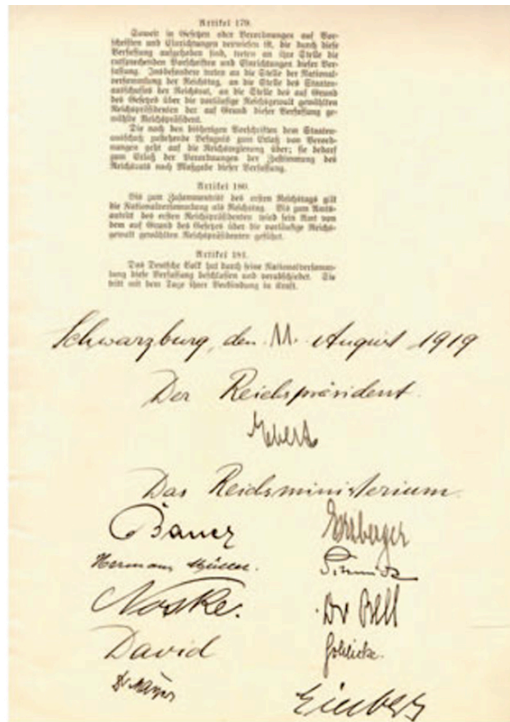 Artikel 179.
Soweit in Gesetzen oder Verordnungen auf Vor-
schriften und Einrichtungen verwiesen ist, die durch diese
Verfassung aufgehoben sind, treten an ihre Stelle die
entsprechenden Vorschriften und Einrichtungen dieser Ver-
fassung. Insbesondere treten an die Stelle der National-
versammlung der Reichstag, an die Stelle des Staaten-
ausschusses der Reichsrat, an die Stelle des auf Grund
des Gesetzes über die vorläufige Reichsgewalt gewählten
Reichspräsidenten der auf Grund dieser Verfassung ge-
wählte Reichspräsident.
Die nach den bisherigen Vorschriften dem Staaten-
ausschuß zustehende Befugnis zum Erlaß von Verord-
nungen geht auf die Reichsregierung über; sie bedarf
zum Erlaß der Verordnungen der Zustimmung des
Reichsrats nach Maßgabe dieser Verfassung.
Artikel 180.
Bis zum Zusammentritt des ersten Reichstags gilt
die Nationalversammlung als Reichstag. Bis zum Amts-
antritt des ersten Reichspräsidenten wird sein Amt von
dem auf Grund des Gesetzes über die vorläufige Reichs-
gewalt gewählten Reichspräsidenten geführt.
Artikel 181.
Das Deutsche Volk hat durch seine Nationalversamm-
lung diese Verfassung beschlossen und verabschiedet. Sie
tritt mit dem Tage ihrer Verkündung in Kraft.
Schwarzburg, den 11. August 1919
Der Reichspräsident.
Ebert
Das Reichsministerium.
Bauer Erzberger
Hermann Müller. Schmidt
Noske. Dr Bell
David
Dr Mayer